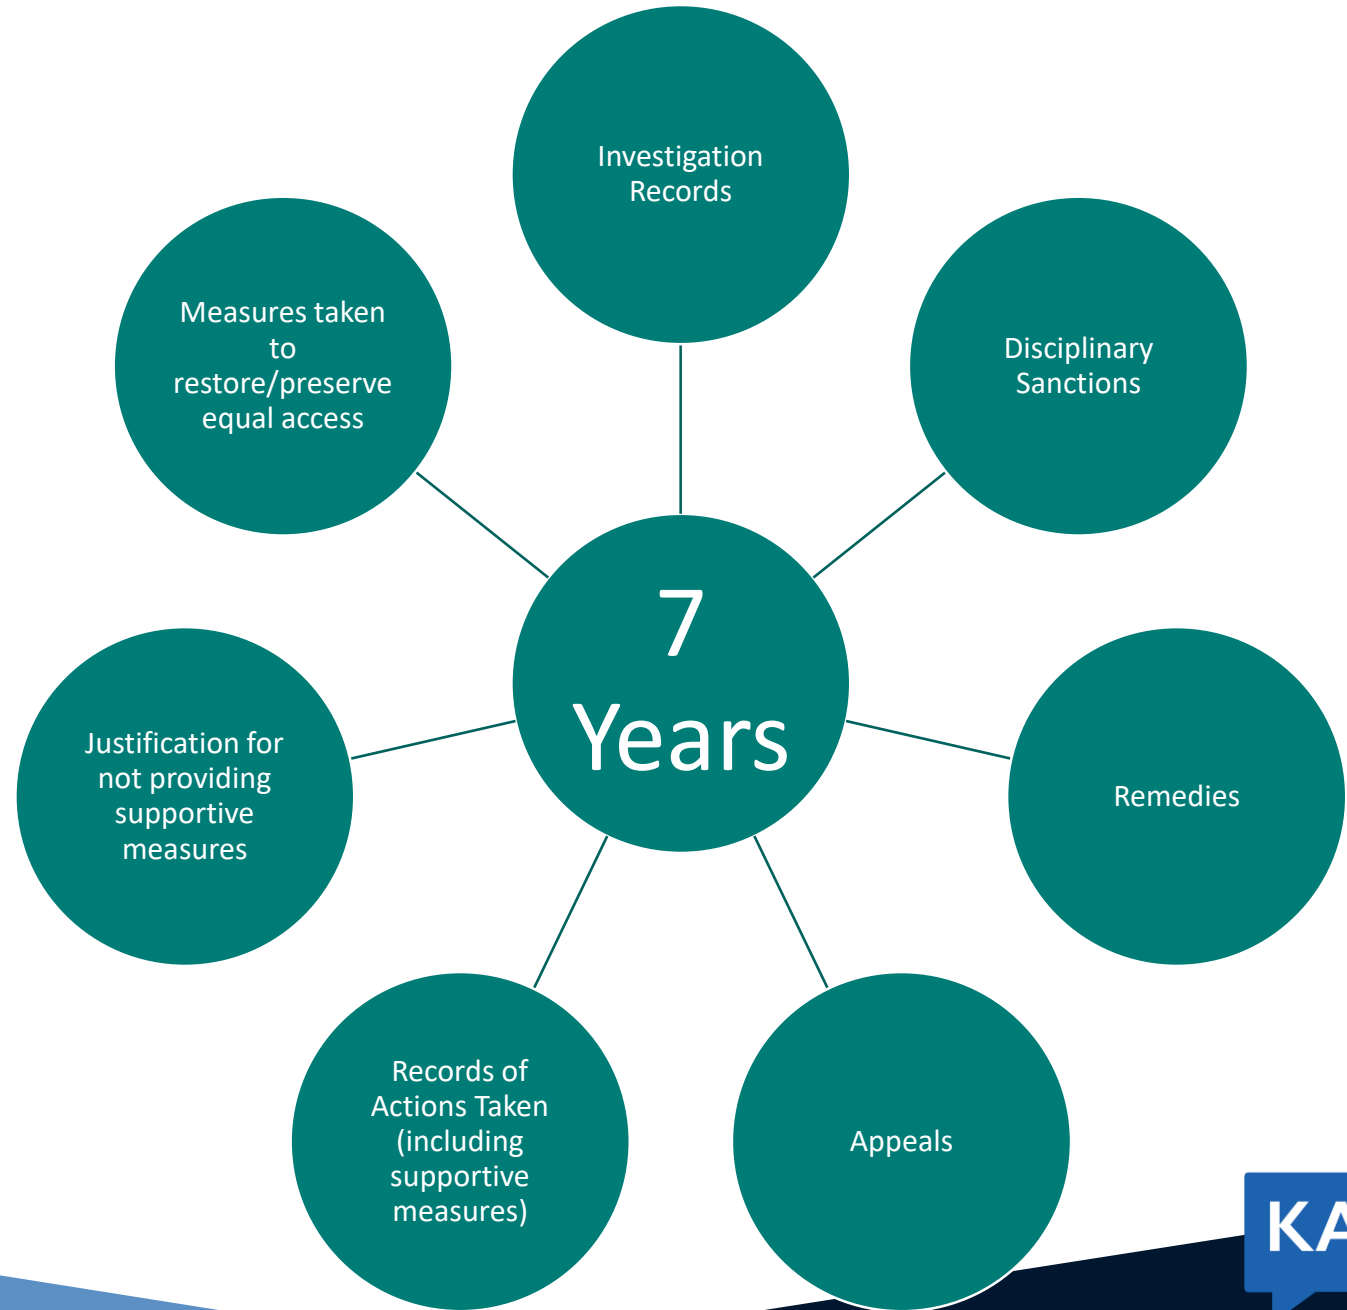 Investigation
Records
Measures taken
to
restore/preserve
equal access
Disciplinary
Sanctions
7
Years
Justification for
not providing
supportive
measures
Remedies
Records of
Actions Taken
(including
supportive
measures)
Appeals
KA